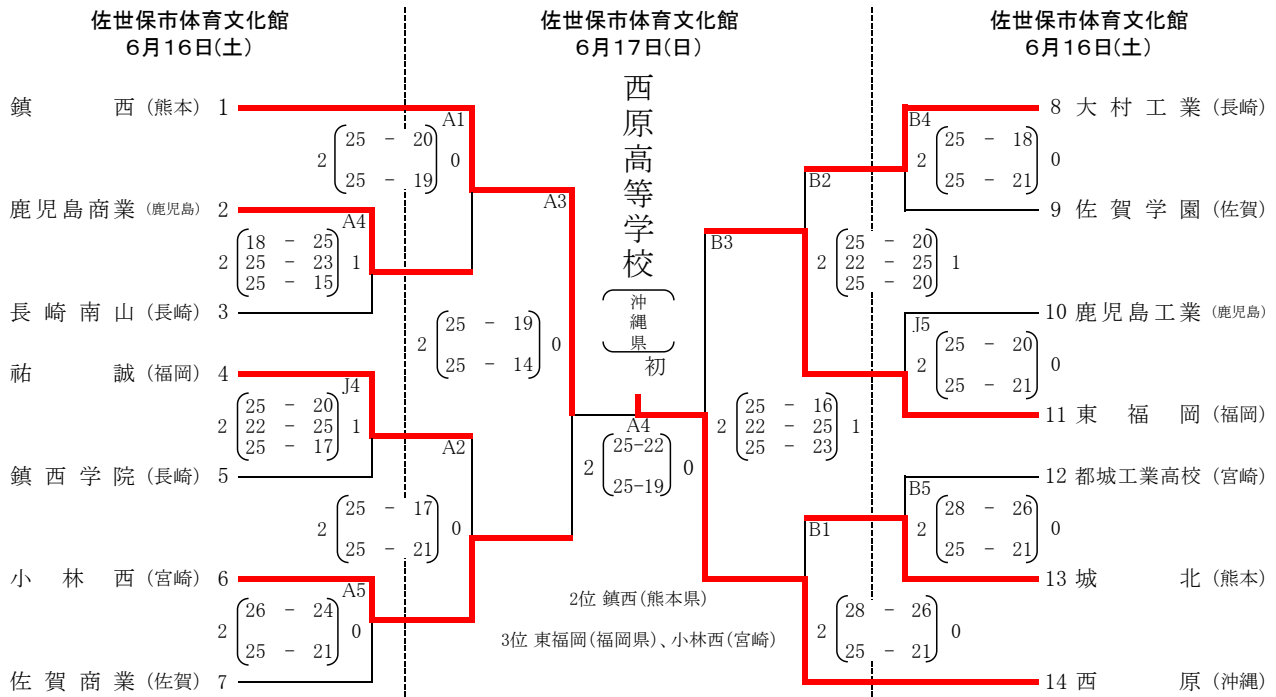 佐世保市体育文化館
6月16日(土)
佐世保市体育文化館
6月17日(日)
佐世保市体育文化館
6月16日(土)
鎮西 (熊本) 1
鹿児島商業 (鹿児島) 2
長崎南山 (長崎) 3
祐誠 (福岡) 4
鎮西学院 (長崎) 5
小林西 (宮崎) 6
佐賀商業 (佐賀) 7
A1
2 25 - 20 0
25 - 19
A4
18 - 25
2 25 - 23 1
25 - 15
J4
25 - 20
2 22 - 25 1
25 - 17
A2
2 25 - 17 0
25 - 21
A5
2 26 - 24 0
25 - 21
A3
2 25 - 19 0
25 - 14
西原高等学校
沖縄県
初
A4
2 25-22 0
25-19
2位 鎮西(熊本県)
3位 東福岡(福岡県)、小林西(宮崎)
B3
25 - 16
2 22 - 25 1
25 - 23
B2
25 - 20
2 22 - 25 1
25 - 20
B1
2 28 - 26 0
25 - 21
B4
2 25 - 18 0
25 - 21
J5
2 25 - 20 0
25 - 21
B5
2 28 - 26 0
25 - 21
8 大村工業 (長崎)
9 佐賀学園 (佐賀)
10 鹿児島工業 (鹿児島)
11 東福岡 (福岡)
12 都城工業高校 (宮崎)
13 城北 (熊本)
14 西原 (沖縄)